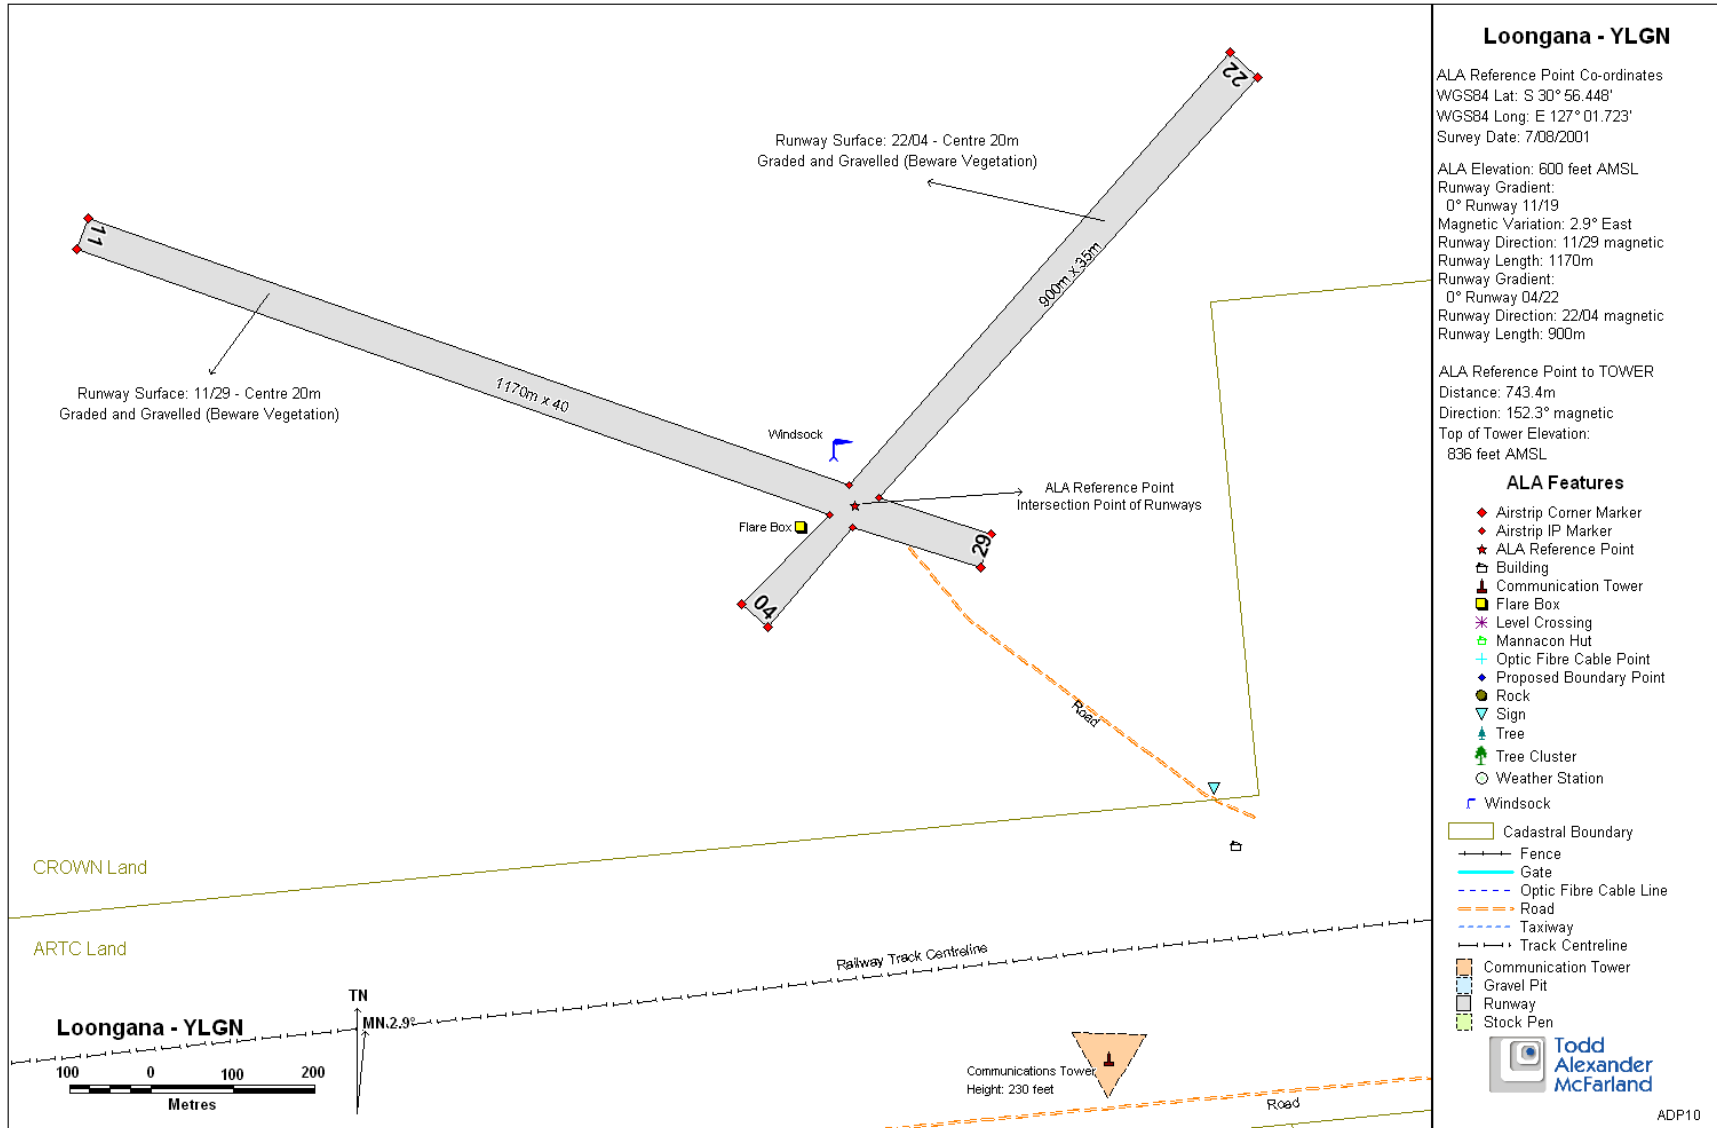 22
Runway Surface: 22/04 - Centre 20m
Graded and Gravelled (Beware Vegetation)
11
900m x 35m
Runway Surface: 11/29 - Centre 20m
Graded and Gravelled (Beware Vegetation)
1170m x 40
Windsock
ALA Reference Point
Intersection Point of Runways
Flare Box
29
04
Road
CROWN Land
ARTC Land
Railway Track Centreline
TN
MN 2.9°
Loongana - YLGN
100 0 100 200
Metres
Communications Tower
Height: 230 feet
Road
Loongana - YLGN
ALA Reference Point Co-ordinates
WGS84 Lat: S 30° 56.448'
WGS84 Long: E 127° 01.723'
Survey Date: 7/08/2001
ALA Elevation: 600 feet AMSL
Runway Gradient:
0° Runway 11/19
Magnetic Variation: 2.9° East
Runway Direction: 11/29 magnetic
Runway Length: 1170m
Runway Gradient:
0° Runway 04/22
Runway Direction: 22/04 magnetic
Runway Length: 900m
ALA Reference Point to TOWER
Distance: 743.4m
Direction: 152.3° magnetic
Top of Tower Elevation:
836 feet AMSL
ALA Features
Airstrip Corner Marker
Airstrip IP Marker
ALA Reference Point
Building
Communication Tower
Flare Box
Level Crossing
Mannacon Hut
Optic Fibre Cable Point
Proposed Boundary Point
Rock
Sign
Tree
Tree Cluster
Weather Station
Windsock
Cadastral Boundary
Fence
Gate
Optic Fibre Cable Line
Road
Taxiway
Track Centreline
Communication Tower
Gravel Pit
Runway
Stock Pen
Todd
Alexander
McFarland
ADP10